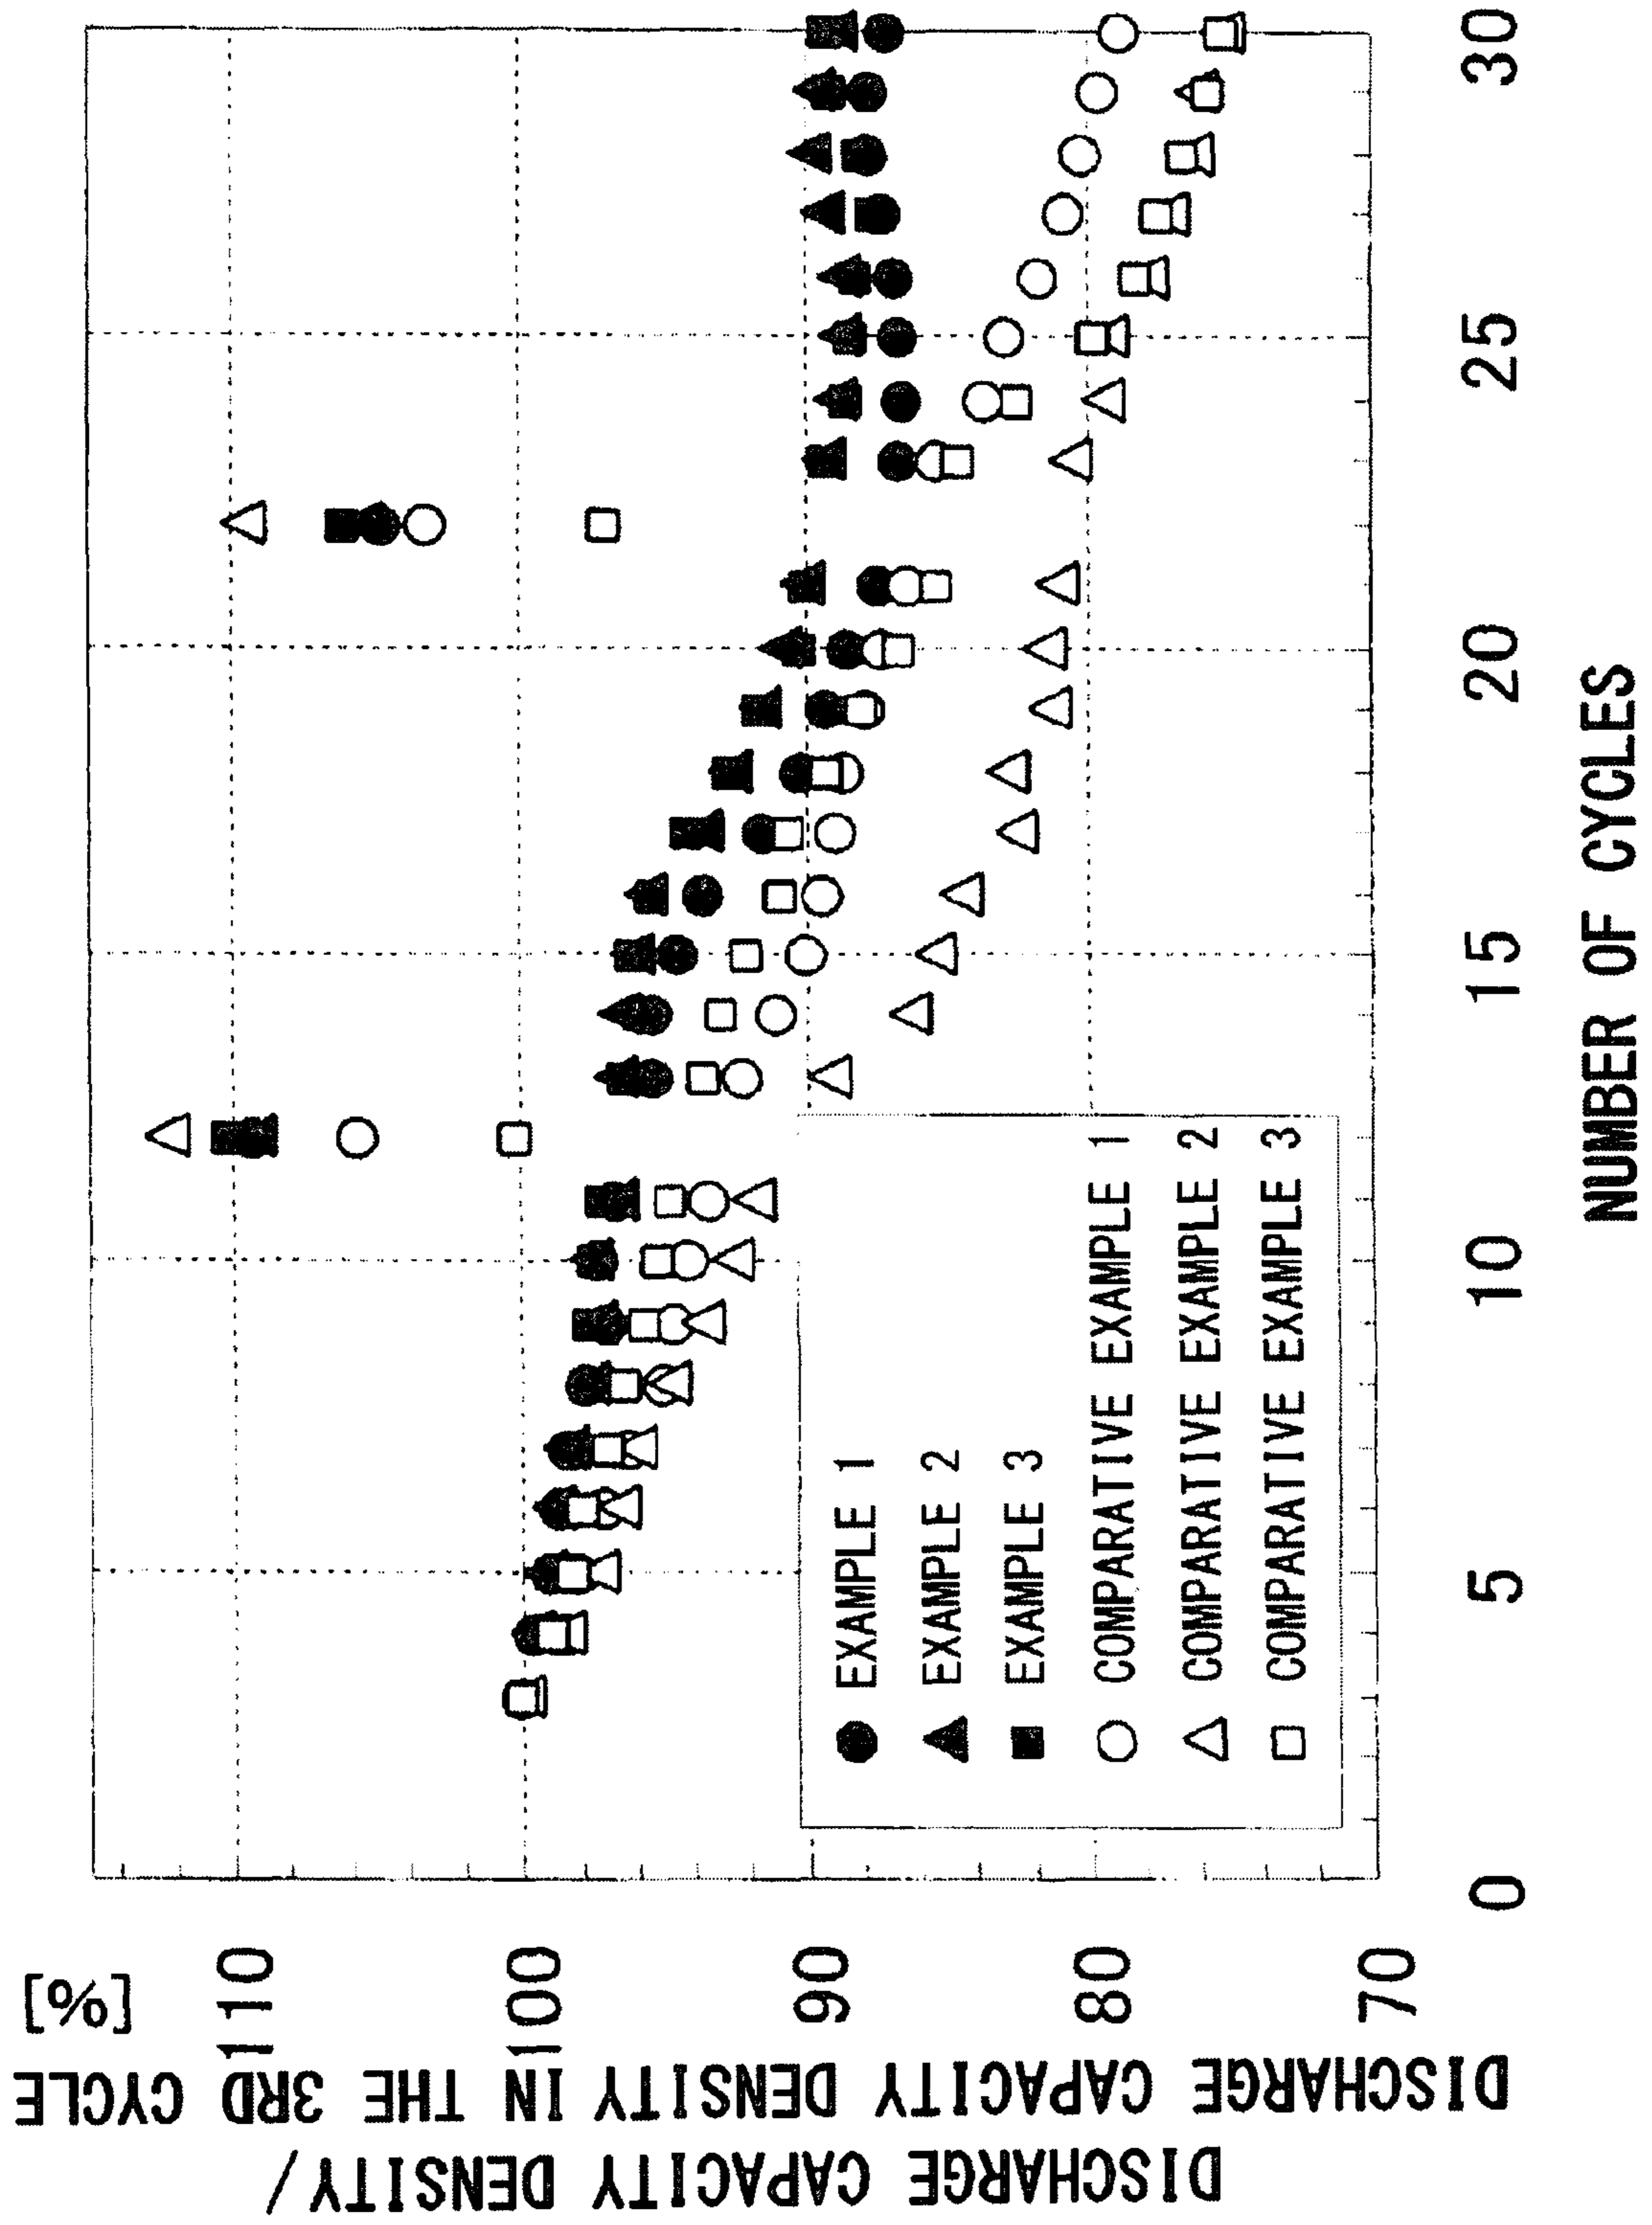 DISCHARGE CAPACITY DENSITY/
DISCHARGE CAPACITY DENSITY IN THE 3RD CYCLE
[%]
110
100
90
80
70
0
5
10
15
20
25
30
NUMBER OF CYCLES
EXAMPLE 1
EXAMPLE 2
EXAMPLE 3
COMPARATIVE EXAMPLE 1
COMPARATIVE EXAMPLE 2
COMPARATIVE EXAMPLE 3